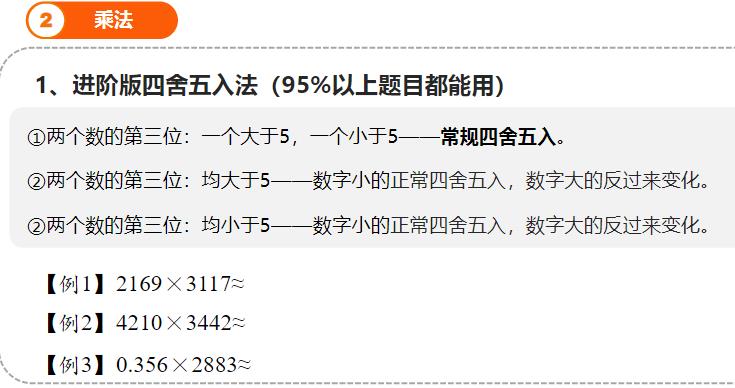 2 乘法
1、进阶版四舍五入法（95%以上题目都能用）
①两个数的第三位：一个大于5，一个小于5——常规四舍五入。
②两个数的第三位：均大于5——数字小的正常四舍五入，数字大的反过来变化。
②两个数的第三位：均小于5——数字小的正常四舍五入，数字大的反过来变化。
【例1】2169×3117≈
【例2】4210×3442≈
【例3】0.356×2883≈